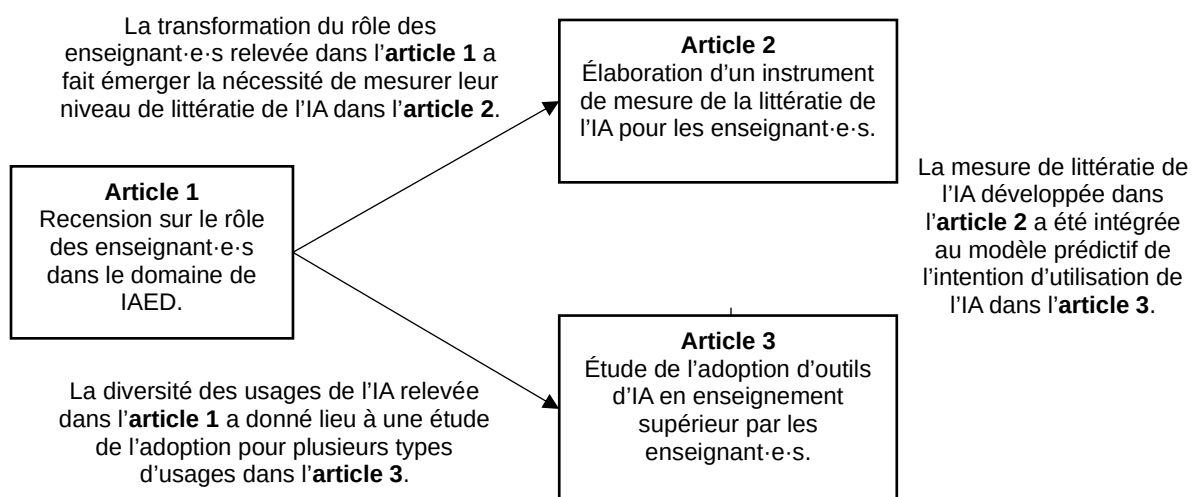 La transformation du rôle des
enseignant·e·s relevée dans l’article 1 a
fait émerger la nécessité de mesurer leur
niveau de littératie de l’IA dans l’article 2.
Article 2
Élaboration d’un instrument
de mesure de la littératie de
l’IA pour les enseignant·e·s.
Article 1
Recension sur le rôle
des enseignant·e·s
dans le domaine de
IAED.
La mesure de littératie de
l’IA développée dans
l’article 2 a été intégrée
au modèle prédictif de
l’intention d’utilisation de
l’IA dans l’article 3.
Article 3
Étude de l’adoption d’outils
d’IA en enseignement
supérieur par les
enseignant·e·s.
La diversité des usages de l’IA relevée
dans l’article 1 a donné lieu à une étude
de l’adoption pour plusieurs types
d’usages dans l’article 3.